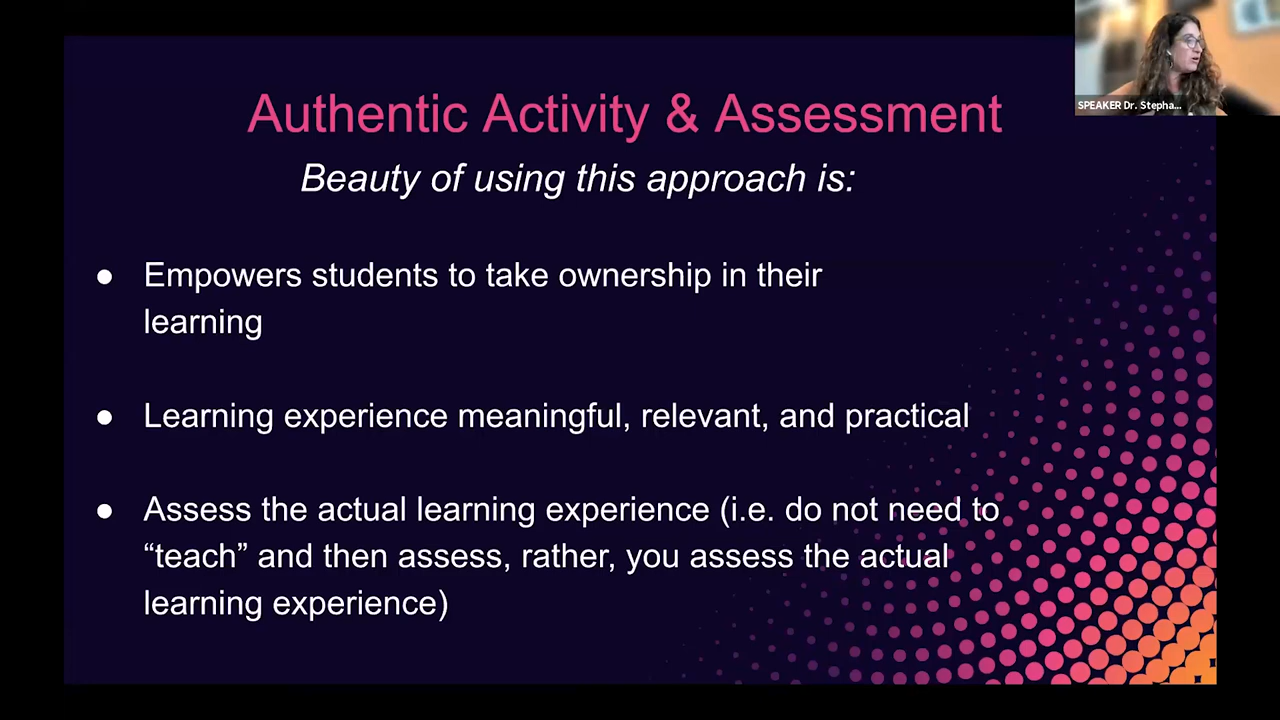 SPEAKER Dr. Stepha...
Authentic Activity & Assessment
Beauty of using this approach is:
● Empowers students to take ownership in their
learning
● Learning experience meaningful, relevant, and practical
● Assess the actual learning experience (i.e. do not need to
“teach” and then assess, rather, you assess the actual
learning experience)